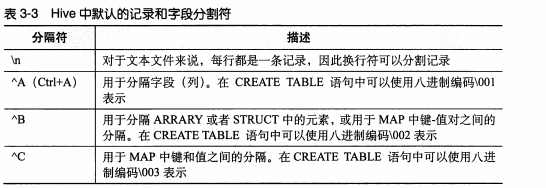 表 3-3 Hive 中默认的记录和字段分割符
分隔符 描述
\n 对于文本文件来说，每行都是一条记录，因此换行符可以分割记录
^A（Ctrl+A） 用于分隔字段（列）。在 CREATE TABLE 语句中可以使用八进制编码\001
表示
^B 用于分隔 ARRARY 或者 STRUCT 中的元素，或用于 MAP 中键-值对之间的
分隔。在 CREATE TABLE 语句中可以使用八进制编码\002 表示
^C 用于 MAP 中键和值之间的分隔。在 CREATE TABLE 语句中可以使用八进
制编码\003 表示